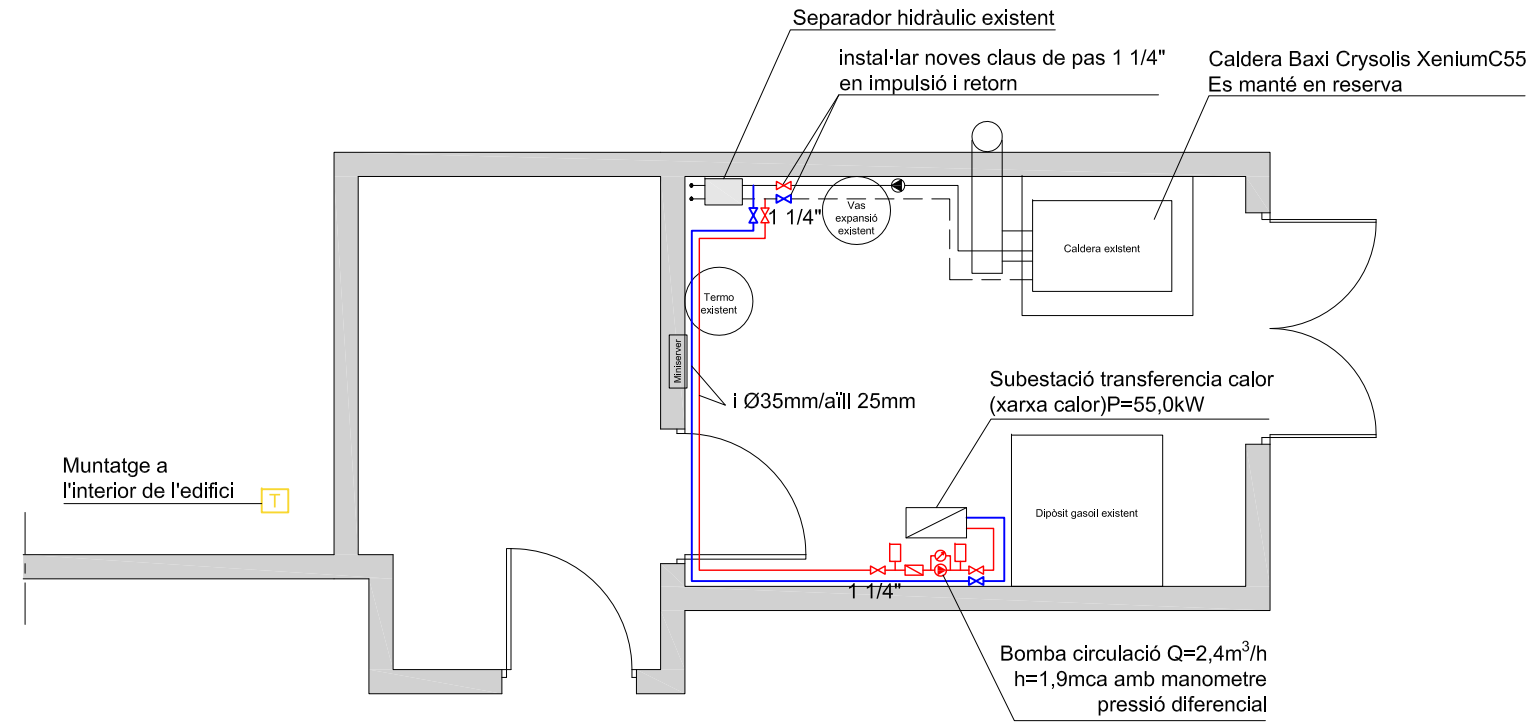 Separador hidràulic existent
instal·lar noves claus de pas 1 1/4"
en impulsió i retorn
Caldera Baxi Crysolis XeniumC55
Es manté en reserva
1 1/4"
Vas
expansió
existent
Caldera existent
Termo
existent
Miniserver
i Ø35mm/aïll 25mm
Subestació transferencia calor
(xarxa calor)P=55,0kW
Muntatge a
l'interior de l'edifici
T
Dipòsit gasoil existent
1 1/4"
Bomba circulació Q=2,4m³/h
h=1,9mca amb manometre
pressió diferencial